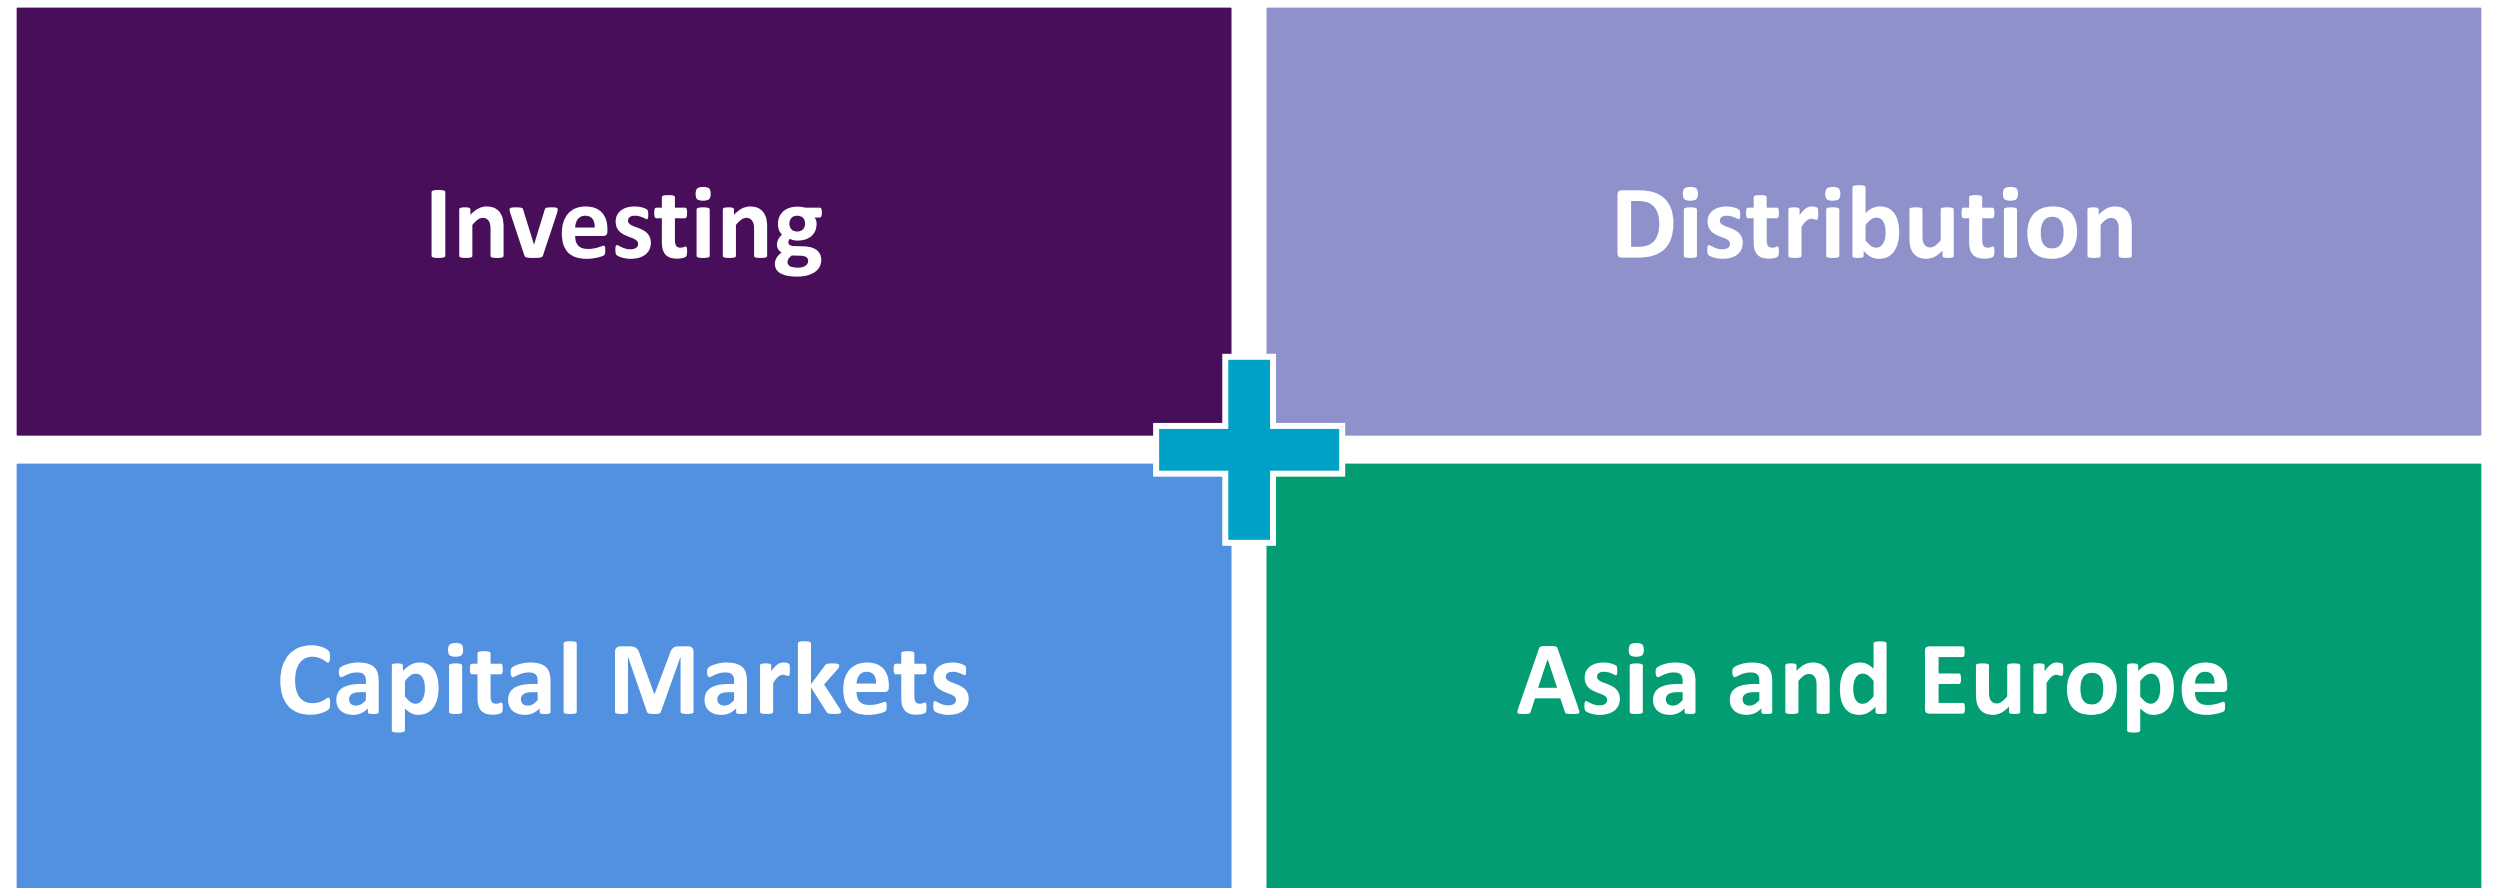 Investing
Distribution
Capital Markets
Asia and Europe